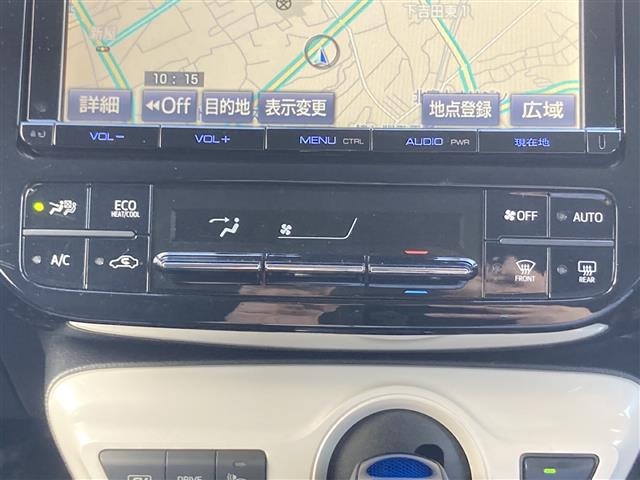 下吉田東
10:15
詳細 ◀◀Off 目的地 表示変更 地点登録 広域
VOL− VOL+ MENU CTRL AUDIO PWR 現在地
ECO HEAT/COOL OFF AUTO
A/C FRONT REAR
DRIVE